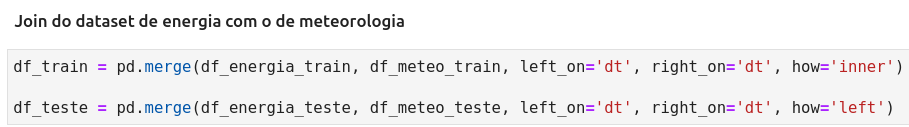 Join do dataset de energia com o de meteorologia
df_train = pd.merge(df_energia_train, df_meteo_train, left_on='dt', right_on='dt', how='inner')
df_teste = pd.merge(df_energia_teste, df_meteo_teste, left_on='dt', right_on='dt', how='left')